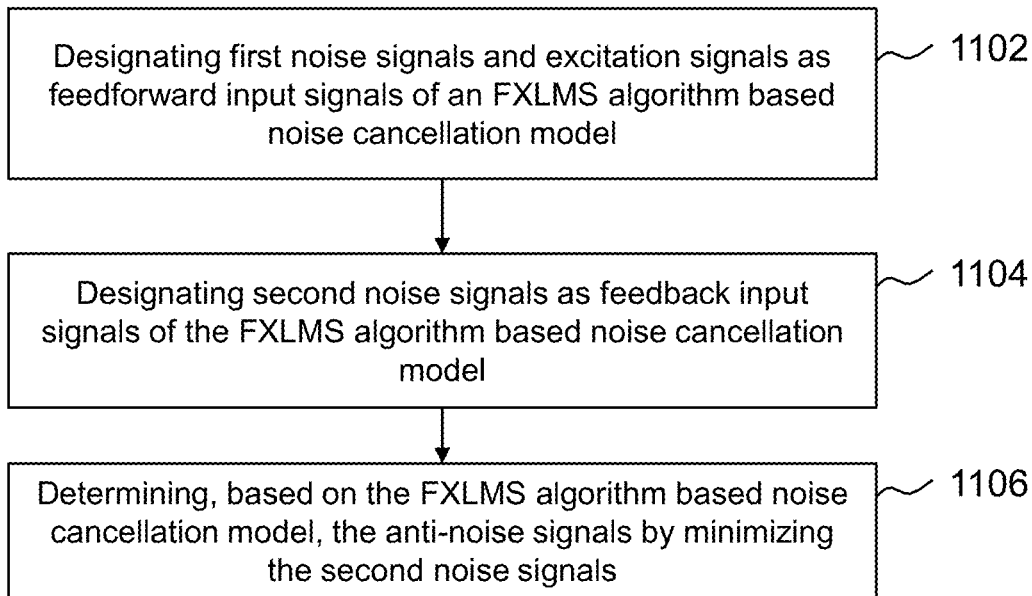 Designating first noise signals and excitation signals as
feedforward input signals of an FXLMS algorithm based
noise cancellation model
1102
Designating second noise signals as feedback input
signals of the FXLMS algorithm based noise cancellation
model
1104
Determining, based on the FXLMS algorithm based noise
cancellation model, the anti-noise signals by minimizing
the second noise signals
1106